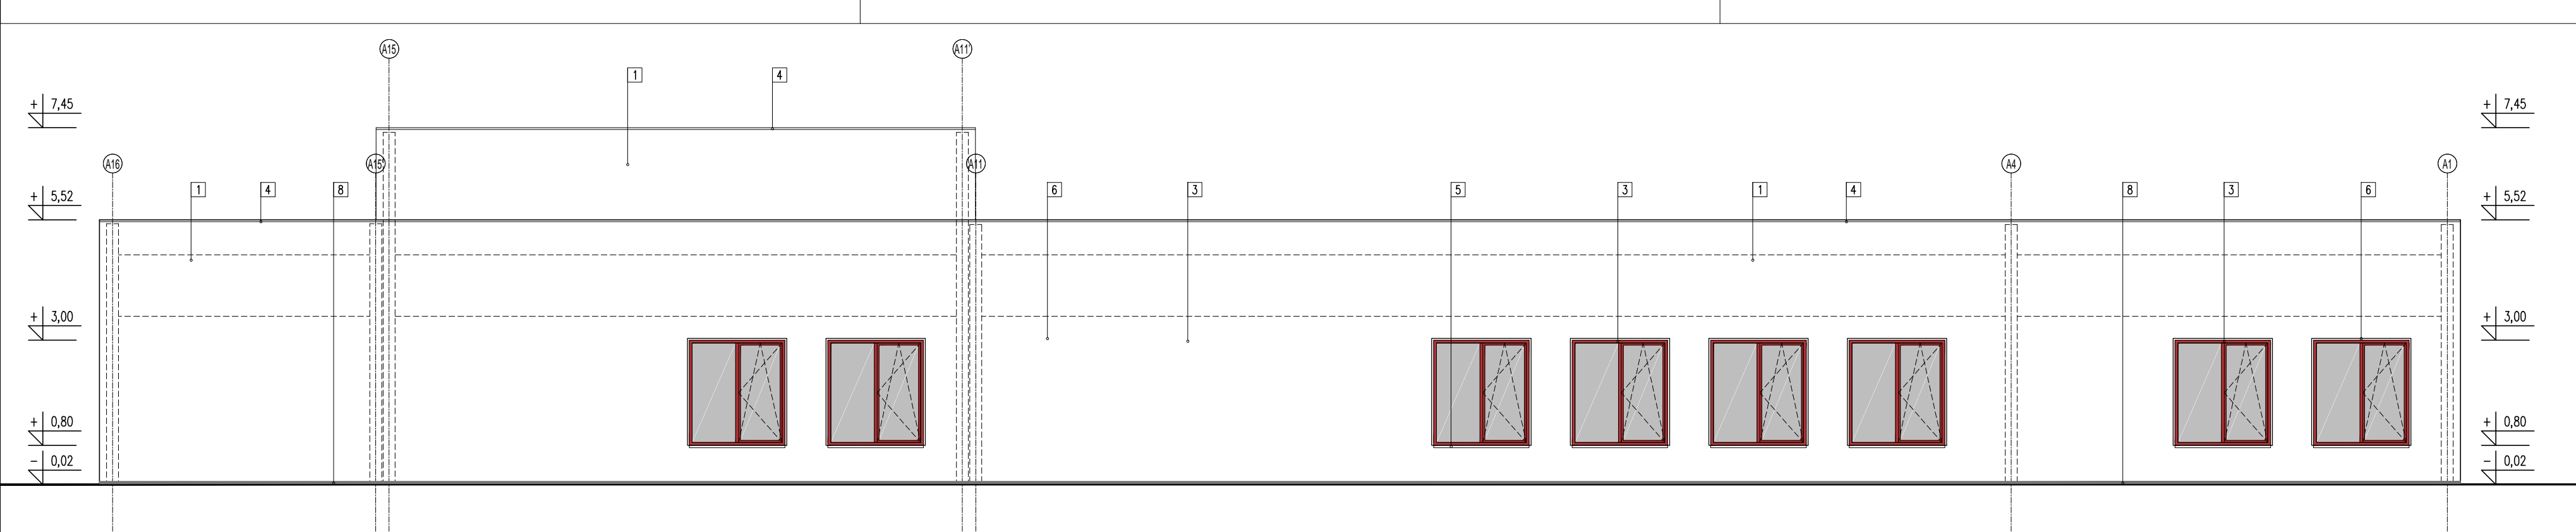 A15 A11'
1 4
+ 7,45 + 7,45
A16 A15' A11 A4 A1
1 4 8 6 3 5 3 1 4 8 3 6
+ 5,52 + 5,52
+ 3,00 + 3,00
+ 0,80 + 0,80
− 0,02 − 0,02